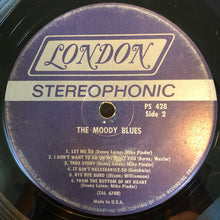 LONDON
STEREOPHONIC
PS 428
Side 2
THE MOODY BLUES
1. LET ME GO (Denny Laine; Mike Pinder)
2. I DON'T WANT TO GO ON WITHOUT YOU (Berns; Wexler)
3. TRUE STORY (Denny Laine; Mike Pinder)
4. IT AIN'T NECESSARILY SO (Gershwin)
5. BYE BYE BIRD (Dixon; Williamson)
6. FROM THE BOTTOM OF MY HEART
(Denny Laine; Mike Pinder)
(ZAL 6788)
Made in U.S.A.